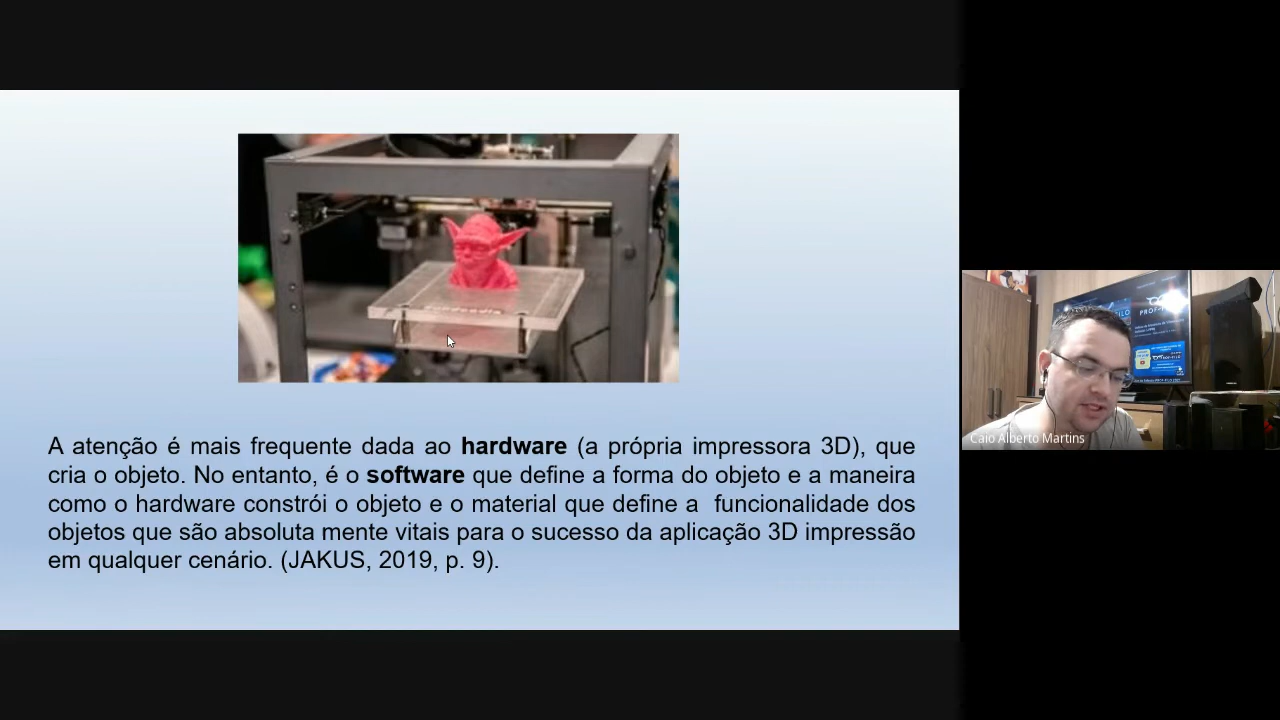 A atenção é mais frequente dada ao hardware (a própria impressora 3D), que
cria o objeto. No entanto, é o software que define a forma do objeto e a maneira
como o hardware constrói o objeto e o material que define a  funcionalidade dos
objetos que são absoluta mente vitais para o sucesso da aplicação 3D impressão
em qualquer cenário. (JAKUS, 2019, p. 9).
Caio Alberto Martins